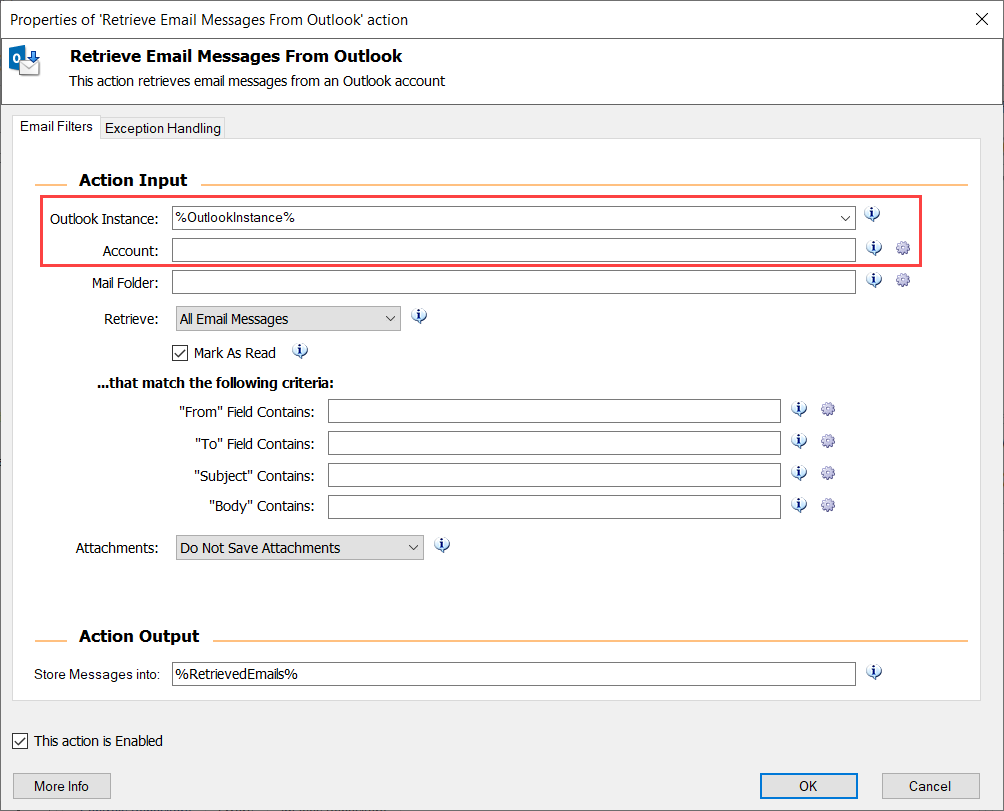 Properties of 'Retrieve Email Messages From Outlook' action
Retrieve Email Messages From Outlook
This action retrieves email messages from an Outlook account
Email Filters Exception Handling
Action Input
Outlook Instance: %OutlookInstance%
Account:
Mail Folder:
Retrieve: All Email Messages
Mark As Read
...that match the following criteria:
"From" Field Contains:
"To" Field Contains:
"Subject" Contains:
"Body" Contains:
Attachments: Do Not Save Attachments
Action Output
Store Messages into: %RetrievedEmails%
This action is Enabled
More Info OK Cancel